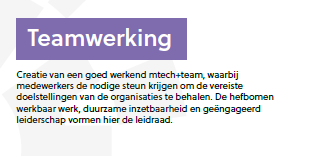 Teamwerking
Creatie van een goed werkend mtech+team, waarbij
medewerkers de nodige steun krijgen om de vereiste
doelstellingen van de organisaties te behalen. De hefbomen
werkbaar werk, duurzame inzetbaarheid en geëngageerd
leiderschap vormen hier de leidraad.